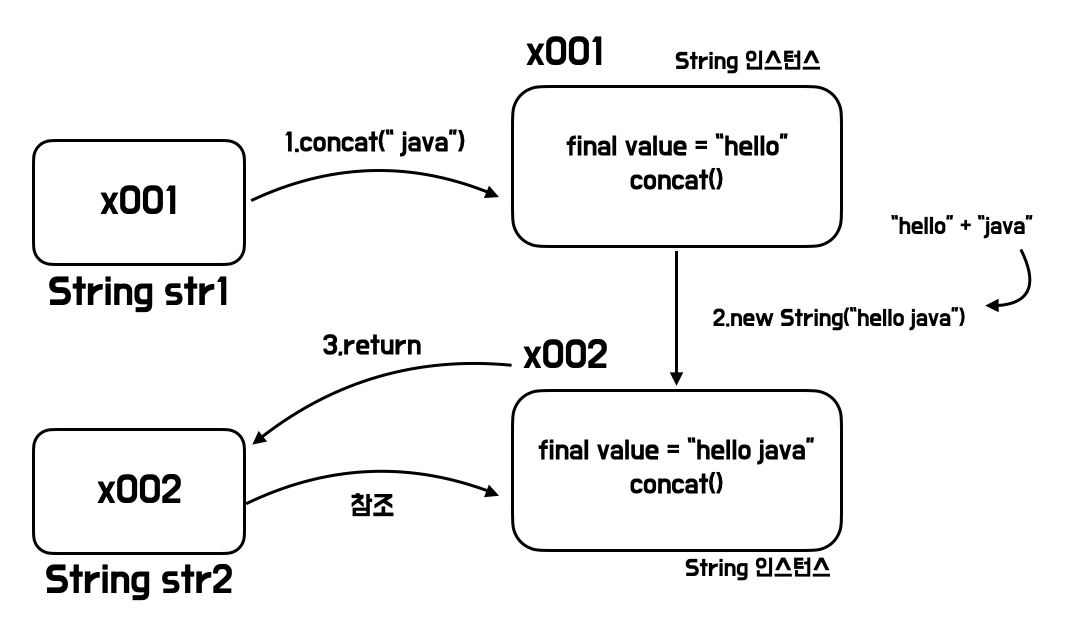 x001
String 인스턴스
1.concat(“ java”)
final value = “hello”
concat()
x001
String str1
“hello” + “java”
2.new String(“hello java”)
3.return
x002
final value = “hello java”
concat()
x002
참조
String 인스턴스
String str2